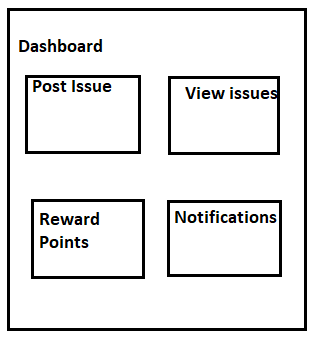 Dashboard
Post Issue
View issues
Reward
Points
Notifications